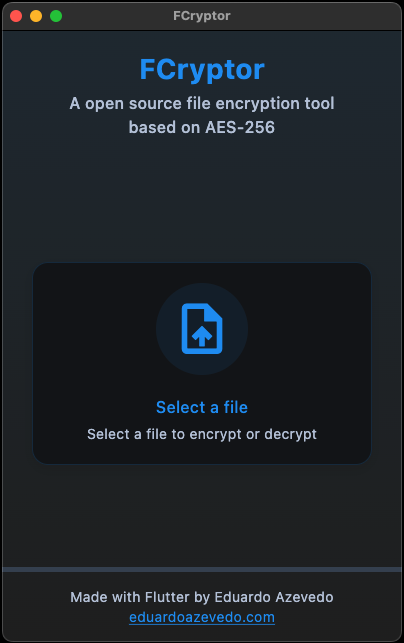 FCryptor
FCryptor
A open source file encryption tool
based on AES-256
Select a file
Select a file to encrypt or decrypt
Made with Flutter by Eduardo Azevedo
eduardoazevedo.com